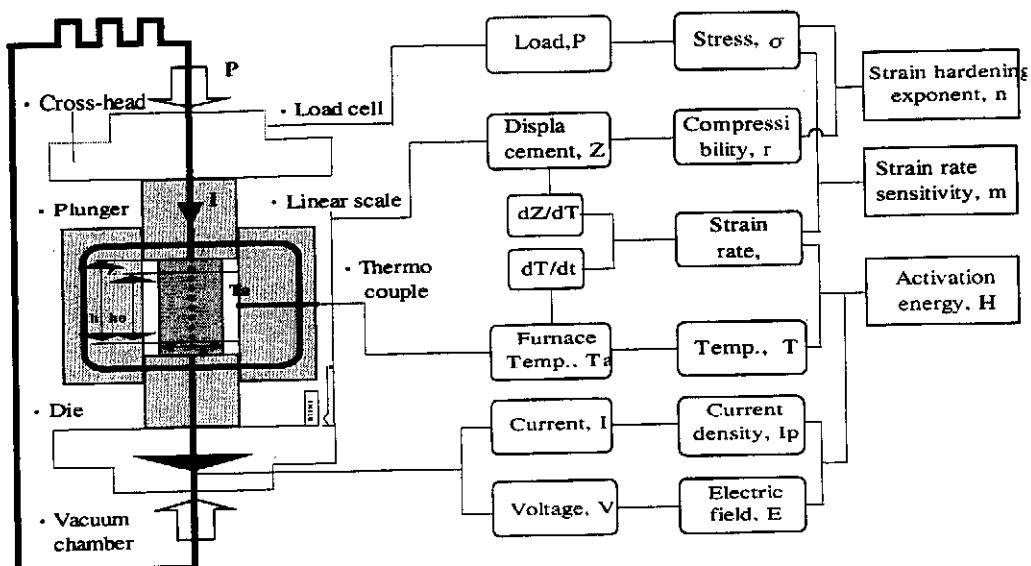 P
· Cross-head
· Load cell
I
· Plunger
· Linear scale
· Thermo
couple
Ta
h ho
· Die
· Vacuum
chamber
Load,P
Stress, σ
Strain hardening
exponent, n
Displa
cement, Z
Compressi
bility, r
Strain rate
sensitivity, m
dZ/dT
Strain
rate,
dT/dt
Activation
energy, H
Furnace
Temp., Ta
Temp., T
Current, I
Current
density, Ip
Voltage, V
Electric
field, E